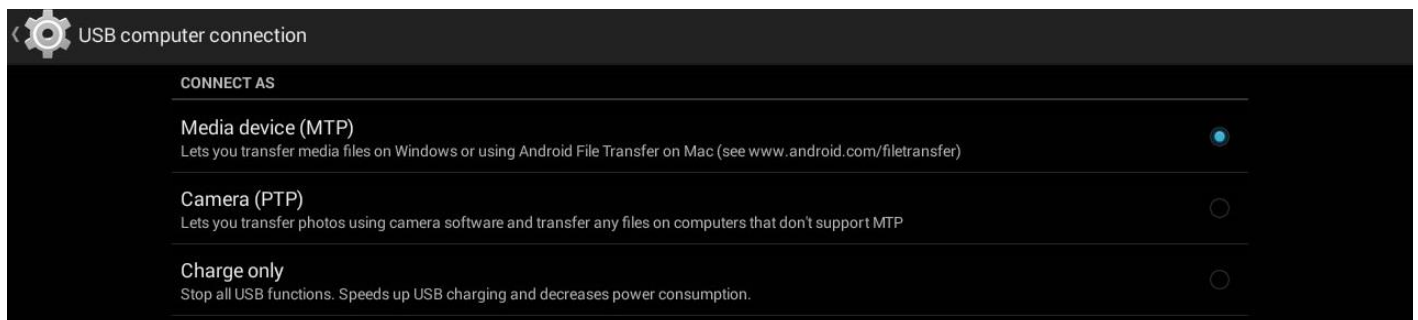 USB computer connection
CONNECT AS
Media device (MTP)
Lets you transfer media files on Windows or using Android File Transfer on Mac (see www.android.com/filetransfer)
Camera (PTP)
Lets you transfer photos using camera software and transfer any files on computers that don't support MTP
Charge only
Stop all USB functions. Speeds up USB charging and decreases power consumption.